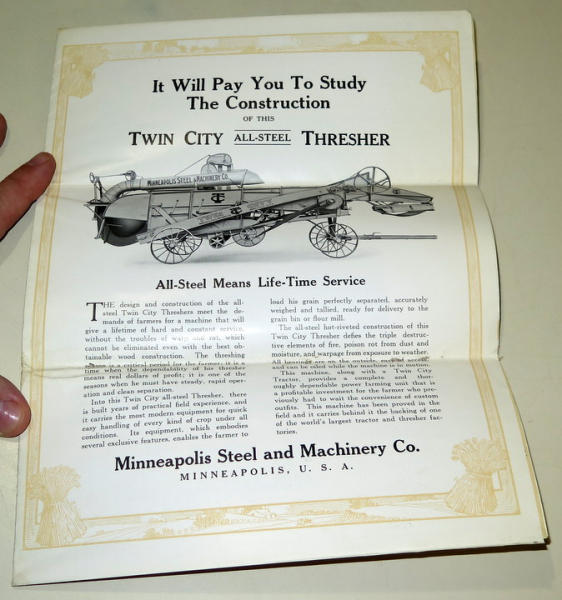 It Will Pay You To Study
The Construction
OF THIS
TWIN CITY ALL-STEEL THRESHER
MINNEAPOLIS STEEL & MACHINERY CO.
All-Steel Means Life-Time Service
THE design and construction of the all-
steel Twin City Threshers meet the de-
mands of farmers for a machine that will
give a lifetime of hard and constant service,
without the troubles of warp and rot, which
cannot be eliminated even with the best ob-
tainable wood construction. The threshing
season is a critical period for the farmer; it is a
time when the dependability of his thresher
means real dollars of profit; it is one of the
seasons when he must have steady, rapid oper-
ation and clean separation.
Into this Twin City all-steel Thresher, there
is built years of practical field experience, and
it carries the most modern equipment for quick
easy handling of every kind of crop under all
conditions. Its equipment, which embodies
several exclusive features, enables the farmer to
load his grain perfectly separated, accurately
weighed and tallied, ready for delivery to the
grain bin or flour mill.
The all-steel hot-riveted construction of this
Twin City Thresher defies the triple destruc-
tive elements of fire, poison rot from dust and
moisture, and warpage from exposure to weather.
All bearings are on the outside,
and can be oiled while the machine is in motion.
This machine, along with a Twin City
Tractor, provides a complete and thor-
oughly dependable power farming unit that is
a profitable investment for the farmer who pre-
viously had to wait the convenience of custom
outfits. This machine has been proved in the
field and it carries behind it the backing of one
of the world's largest tractor and thresher fac-
tories.
Minneapolis Steel and Machinery Co.
MINNEAPOLIS, U. S. A.